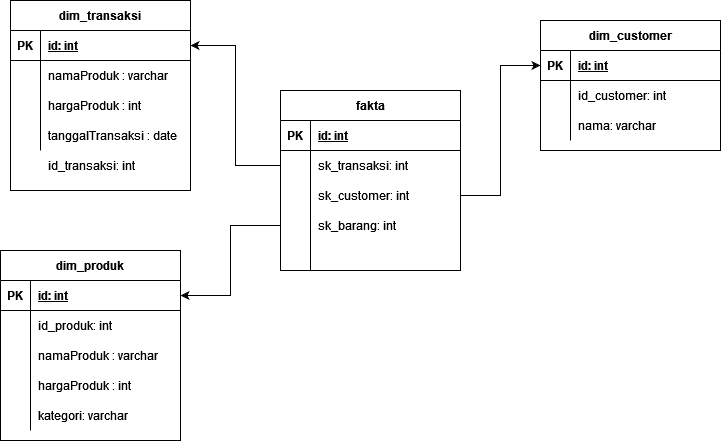 dim_transaksi
PK id: int
namaProduk : varchar
hargaProduk : int
tanggalTransaksi : date
id_transaksi: int
dim_customer
PK id: int
id_customer: int
nama: varchar
fakta
PK id: int
sk_transaksi: int
sk_customer: int
sk_barang: int
dim_produk
PK id: int
id_produk: int
namaProduk : varchar
hargaProduk : int
kategori: varchar